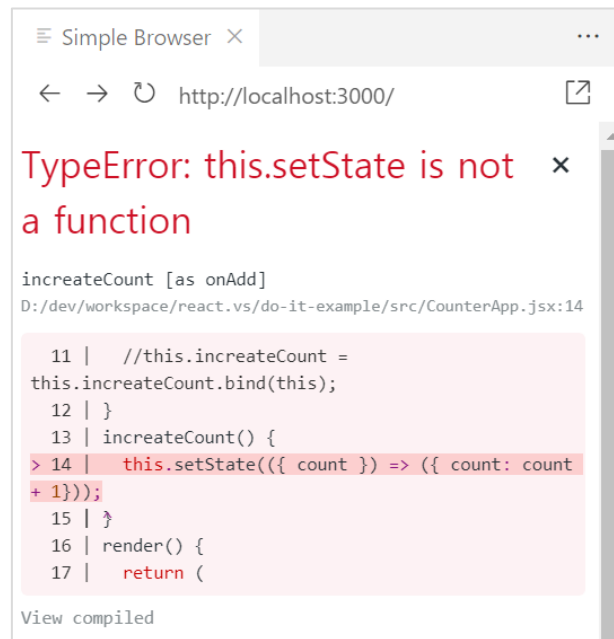 Simple Browser ×
http://localhost:3000/
TypeError: this.setState is not
a function
×
increateCount [as onAdd]
D:/dev/workspace/react.vs/do-it-example/src/CounterApp.jsx:14
11 |   //this.increateCount =
this.increateCount.bind(this);
12 | }
13 | increateCount() {
> 14 |   this.setState(({ count }) => ({ count: count
+ 1}));
15 | }
16 | render() {
17 |   return (
View compiled